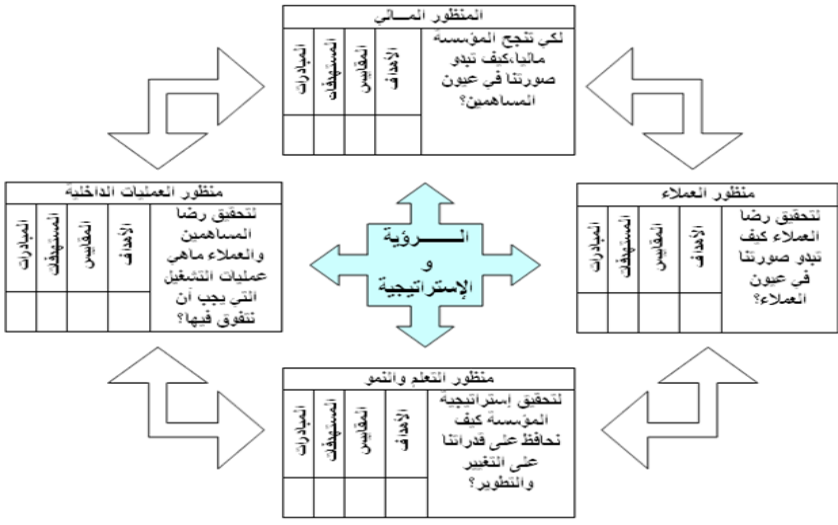 المنظور المـــالي
لكي تنجح المؤسسة
ماليا،كيف تبدو
صورتنا في عيون
المساهمين؟
الأهداف
المقاييس
المستهدفات
المبادرات
منظور العملاء
لتحقيق رضا
العملاء كيف
تبدو صورتنا
في عيون
العملاء؟
الأهداف
المقاييس
المستهدفات
المبادرات
الـــــرؤية
و
الإستراتيجية
منظور العمليات الداخلية
لتحقيق رضا
المساهمين
والعملاء ماهي
عمليات التشغيل
التي يجب أن
نتفوق فيها؟
الأهداف
المقاييس
المستهدفات
المبادرات
منظور التعلم والنمو
لتحقيق إستراتيجية
المؤسسة كيف
نحافظ على قدراتنا
على التغيير
والتطوير؟
الأهداف
المقاييس
المستهدفات
المبادرات